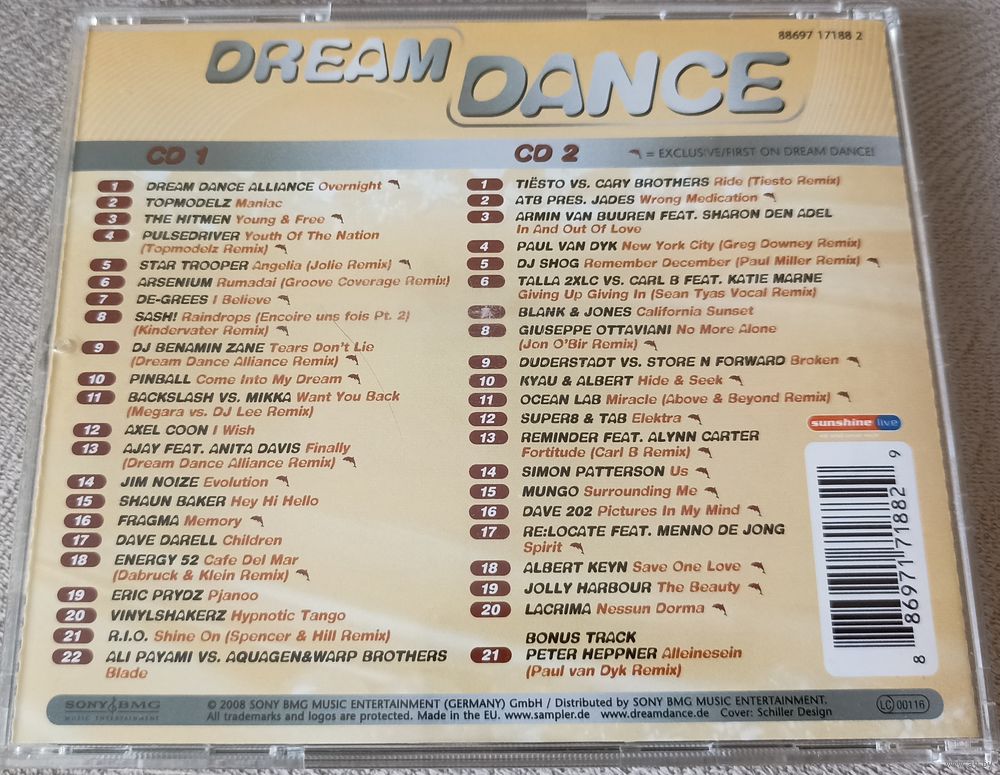 88697 17188 2
DREAM
DANCE
CD 1
1 DREAM DANCE ALLIANCE Overnight
2 TOPMODELZ Maniac
3 THE HITMEN Young & Free
4 PULSEDRIVER Youth Of The Nation
(Topmodelz Remix)
5 STAR TROOPER Angelia (Jolie Remix)
6 ARSENIUM Rumadai (Groove Coverage Remix)
7 DE-GREES I Believe
8 SASH! Raindrops (Encoire uns fois Pt. 2)
(Kindervater Remix)
9 DJ BENAMIN ZANE Tears Don't Lie
(Dream Dance Alliance Remix)
10 PINBALL Come Into My Dream
11 BACKSLASH VS. MIKKA Want You Back
(Megara vs. DJ Lee Remix)
12 AXEL COON I Wish
13 AJAY FEAT. ANITA DAVIS Finally
(Dream Dance Alliance Remix)
14 JIM NOIZE Evolution
15 SHAUN BAKER Hey Hi Hello
16 FRAGMA Memory
17 DAVE DARELL Children
18 ENERGY 52 Cafe Del Mar
(Dabruck & Klein Remix)
19 ERIC PRYDZ Pjanoo
20 VINYLSHAKERZ Hypnotic Tango
21 R.I.O. Shine On (Spencer & Hill Remix)
22 ALI PAYAMI VS. AQUAGEN&WARP BROTHERS
Blade
CD 2
= EXCLUSIVE/FIRST ON DREAM DANCE!
1 TIËSTO VS. CARY BROTHERS Ride (Tiesto Remix)
2 ATB PRES. JADES Wrong Medication
3 ARMIN VAN BUUREN FEAT. SHARON DEN ADEL
In And Out Of Love
4 PAUL VAN DYK New York City (Greg Downey Remix)
5 DJ SHOG Remember December (Paul Miller Remix)
6 TALLA 2XLC VS. CARL B FEAT. KATIE MARNE
Giving Up Giving In (Sean Tyas Vocal Remix)
BLANK & JONES California Sunset
8 GIUSEPPE OTTAVIANI No More Alone
(Jon O'Bir Remix)
9 DUDERSTADT VS. STORE N FORWARD Broken
10 KYAU & ALBERT Hide & Seek
11 OCEAN LAB Miracle (Above & Beyond Remix)
12 SUPER8 & TAB Elektra
13 REMINDER FEAT. ALYNN CARTER
Fortitude (Carl B Remix)
14 SIMON PATTERSON Us
15 MUNGO Surrounding Me
16 DAVE 202 Pictures In My Mind
17 RE:LOCATE FEAT. MENNO DE JONG
Spirit
18 ALBERT KEYN Save One Love
19 JOLLY HARBOUR The Beauty
20 LACRIMA Nessun Dorma
BONUS TRACK
21 PETER HEPPNER Alleinesein
(Paul van Dyk Remix)
sunshine live
8 86971 71882 9
SONY BMG
MUSIC ENTERTAINMENT
© 2008 SONY BMG MUSIC ENTERTAINMENT (GERMANY) GmbH / Distributed by SONY BMG MUSIC ENTERTAINMENT.
All trademarks and logos are protected. Made in the EU. www.sampler.de www.dreamdance.de Cover: Schiller Design
LC 00116